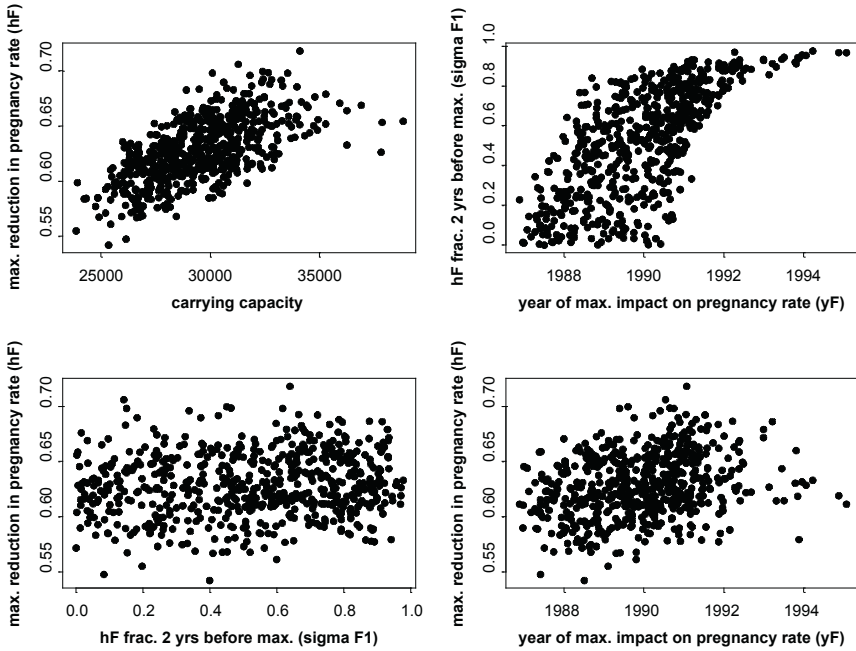 max. reduction in pregnancy rate (hF)
0.70
0.65
0.60
0.55
25000 30000 35000
carrying capacity
hF frac. 2 yrs before max. (sigma F1)
1.0
0.8
0.6
0.4
0.2
0.0
1988 1990 1992 1994
year of max. impact on pregnancy rate (yF)
max. reduction in pregnancy rate (hF)
0.70
0.65
0.60
0.55
0.0 0.2 0.4 0.6 0.8 1.0
hF frac. 2 yrs before max. (sigma F1)
max. reduction in pregnancy rate (hF)
0.70
0.65
0.60
0.55
1988 1990 1992 1994
year of max. impact on pregnancy rate (yF)